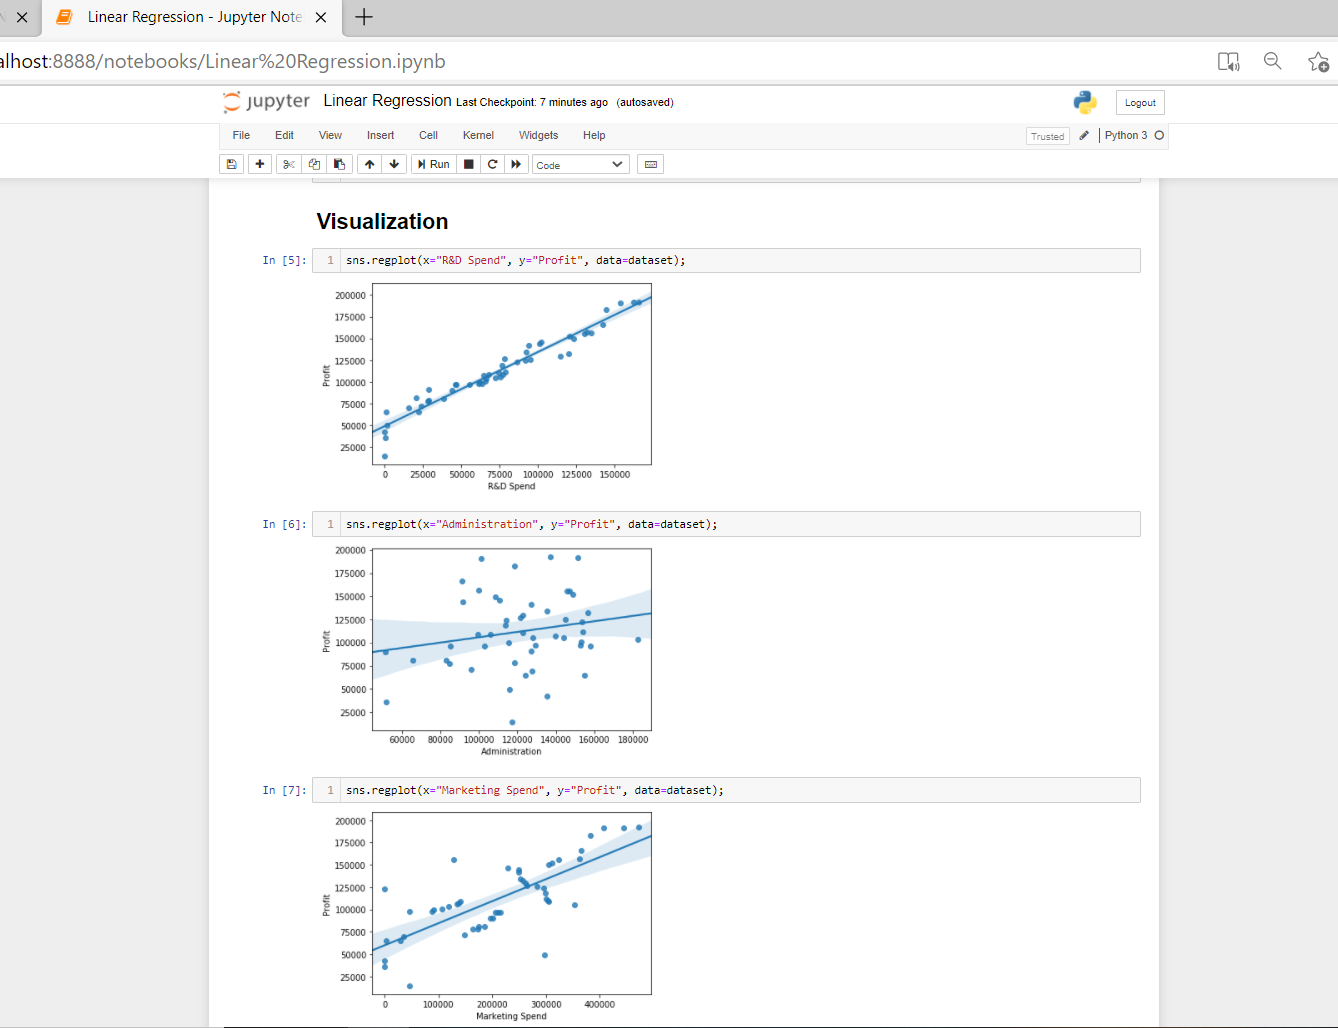 Linear Regression - Jupyter Note
alhost:8888/notebooks/Linear%20Regression.ipynb
jupyter Linear Regression Last Checkpoint: 7 minutes ago (autosaved)
Logout
File Edit View Insert Cell Kernel Widgets Help
Trusted Python 3
Run Code
Visualization
In [5]: 1 sns.regplot(x="R&D Spend", y="Profit", data=dataset);
200000
175000
150000
125000
100000
75000
50000
25000
Profit
0 25000 50000 75000 100000 125000 150000
R&D Spend
In [6]: 1 sns.regplot(x="Administration", y="Profit", data=dataset);
200000
175000
150000
125000
100000
75000
50000
25000
Profit
60000 80000 100000 120000 140000 160000 180000
Administration
In [7]: 1 sns.regplot(x="Marketing Spend", y="Profit", data=dataset);
200000
175000
150000
125000
100000
75000
50000
25000
Profit
0 100000 200000 300000 400000
Marketing Spend